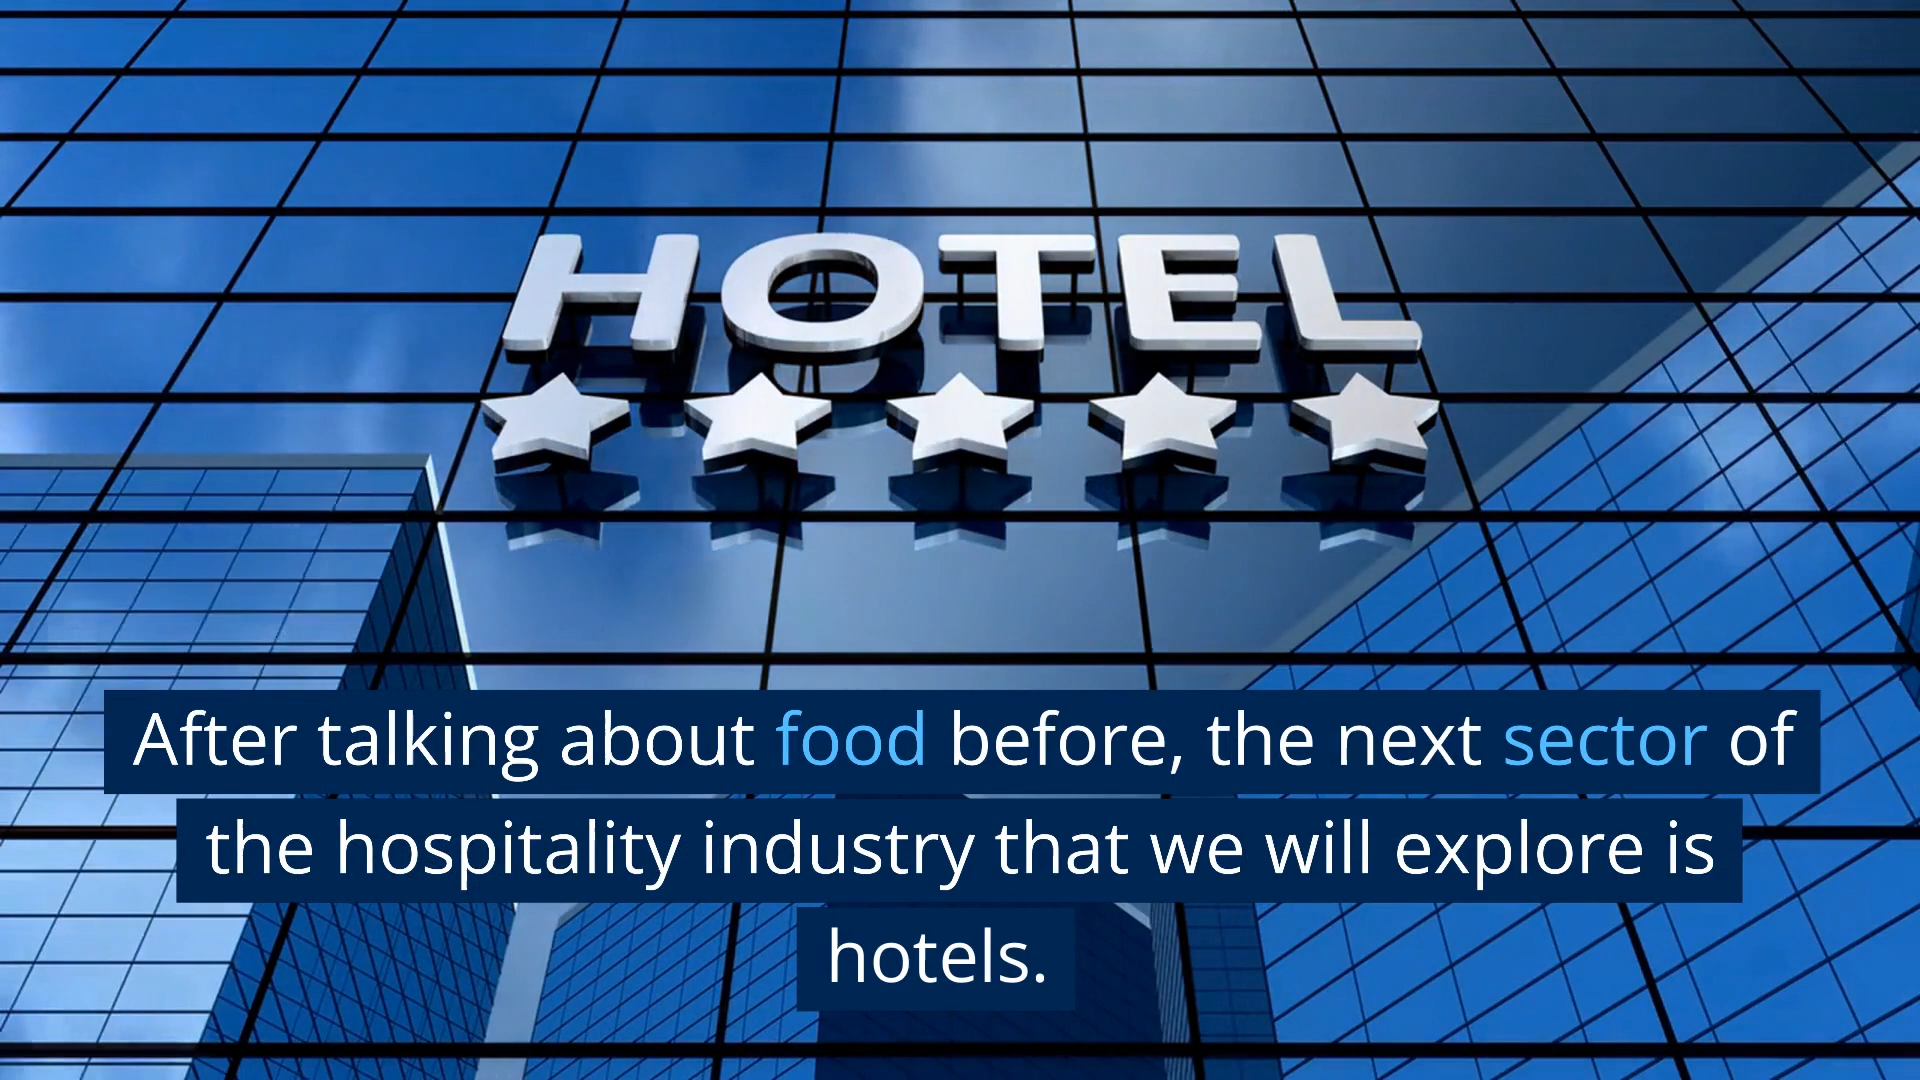 HOTEL
After talking about food before, the next sector of
the hospitality industry that we will explore is
hotels.